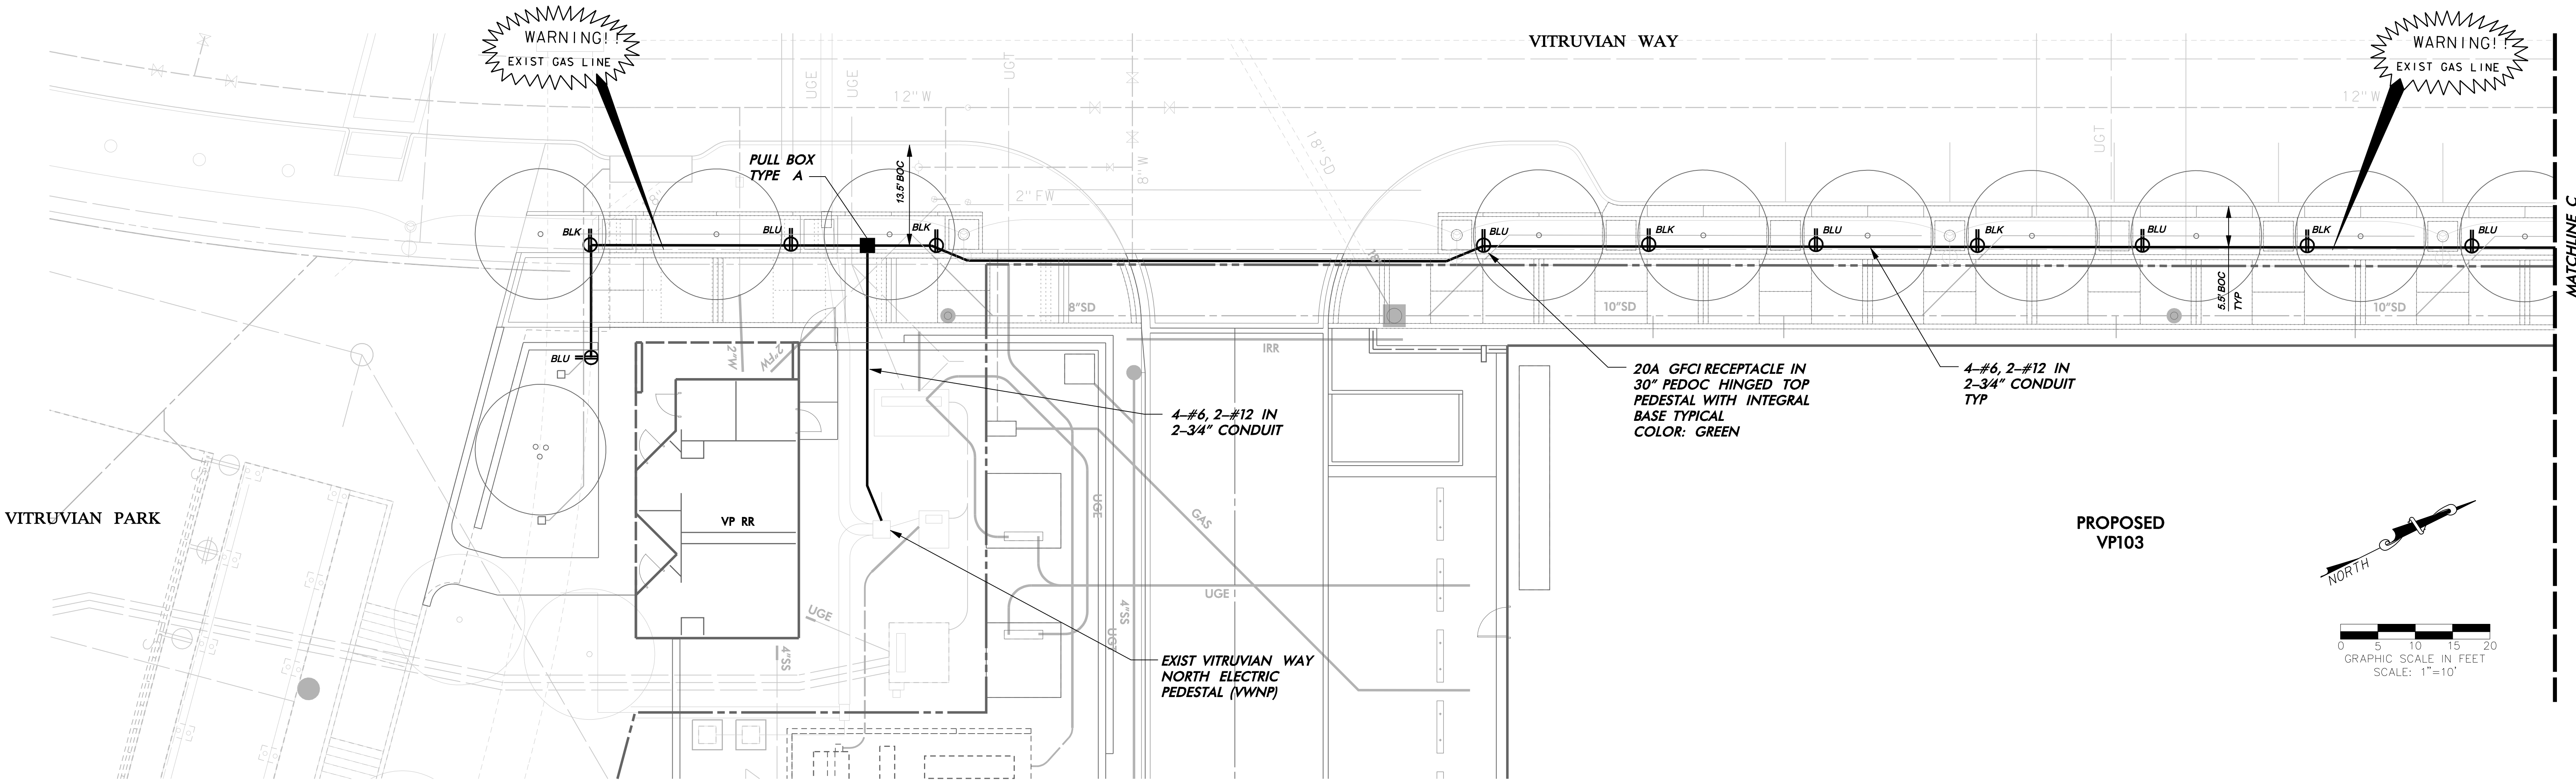 WARNING!!
EXIST GAS LINE
VITRUVIAN WAY
WARNING!!
EXIST GAS LINE
UGE
UGE
UGT
12" W
12" W
UGT
18" SD
8" W
2" FW
PULL BOX
TYPE A
13.5' BOC
BLK
BLU
BLK
BLU
BLK
BLU
BLK
BLU
BLK
BLU
MATCHLINE C
5.5' BOC
TYP
8"SD
10"SD
10"SD
IRR
BLU
2"W
2"FW
20A GFCI RECEPTACLE IN
30" PEDOC HINGED TOP
PEDESTAL WITH INTEGRAL
BASE TYPICAL
COLOR: GREEN
4-#6, 2-#12 IN
2-3/4" CONDUIT
TYP
4-#6, 2-#12 IN
2-3/4" CONDUIT
VITRUVIAN PARK
VP RR
UGE
GAS
PROPOSED
VP103
NORTH
UGE
UGE
4"SS
UGT
4"SS
EXIST VITRUVIAN WAY
NORTH ELECTRIC
PEDESTAL (VWNP)
0 5 10 15 20
GRAPHIC SCALE IN FEET
SCALE: 1"=10'